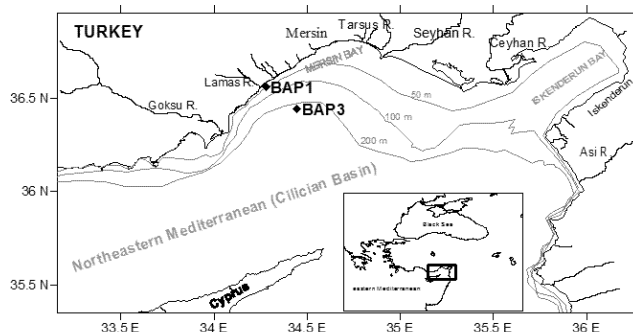 TURKEY
Mersin
Tarsus R.
Seyhan R.
Ceyhan R.
Lamas R.
MERSIN BAY
ISKENDERUN BAY
BAP1
50 m
Iskenderun
36.5 N
Goksu R.
BAP3
100 m
200 m
Asi R
36 N
Northeastern Mediterranean (Cilician Basin)
Black Sea
35.5 N
Cyprus
eastern Mediterranean
33.5 E
34 E
34.5 E
35 E
35.5 E
36 E